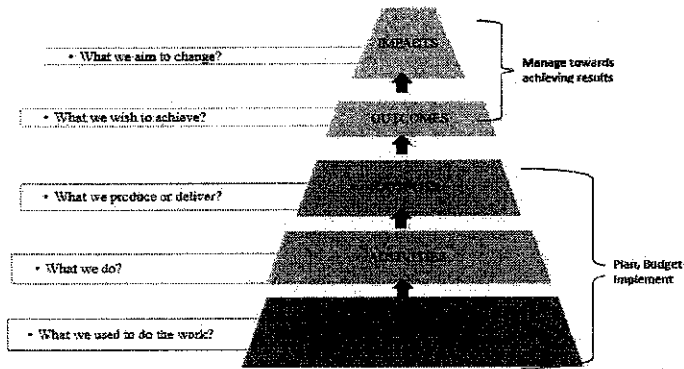 IMPACTS
• What we aim to change?
Manage towards
achieving results
OUTCOMES
• What we wish to achieve?
• What we produce or deliver?
ACTIVITIES
• What we do?
Plan, Budget
Implement
• What we used to do the work?